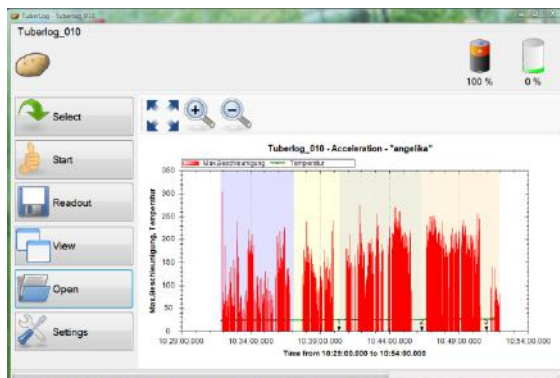 TuberLog - Tuberlog_010
Tuberlog_010
100 %
0 %
Select
Start
Readout
View
Open
Settings
Tuberlog_010 - Acceleration - "angelika"
Max.Beschleunigung
Temperatur
Max.Beschleunigung, Temperatur
350
300
250
200
150
100
50
0
10:29:00.000
10:34:00.000
10:39:00.000
10:44:00.000
10:49:00.000
10:54:00.000
Time from 10:29:00.000 to 10:54:00.000